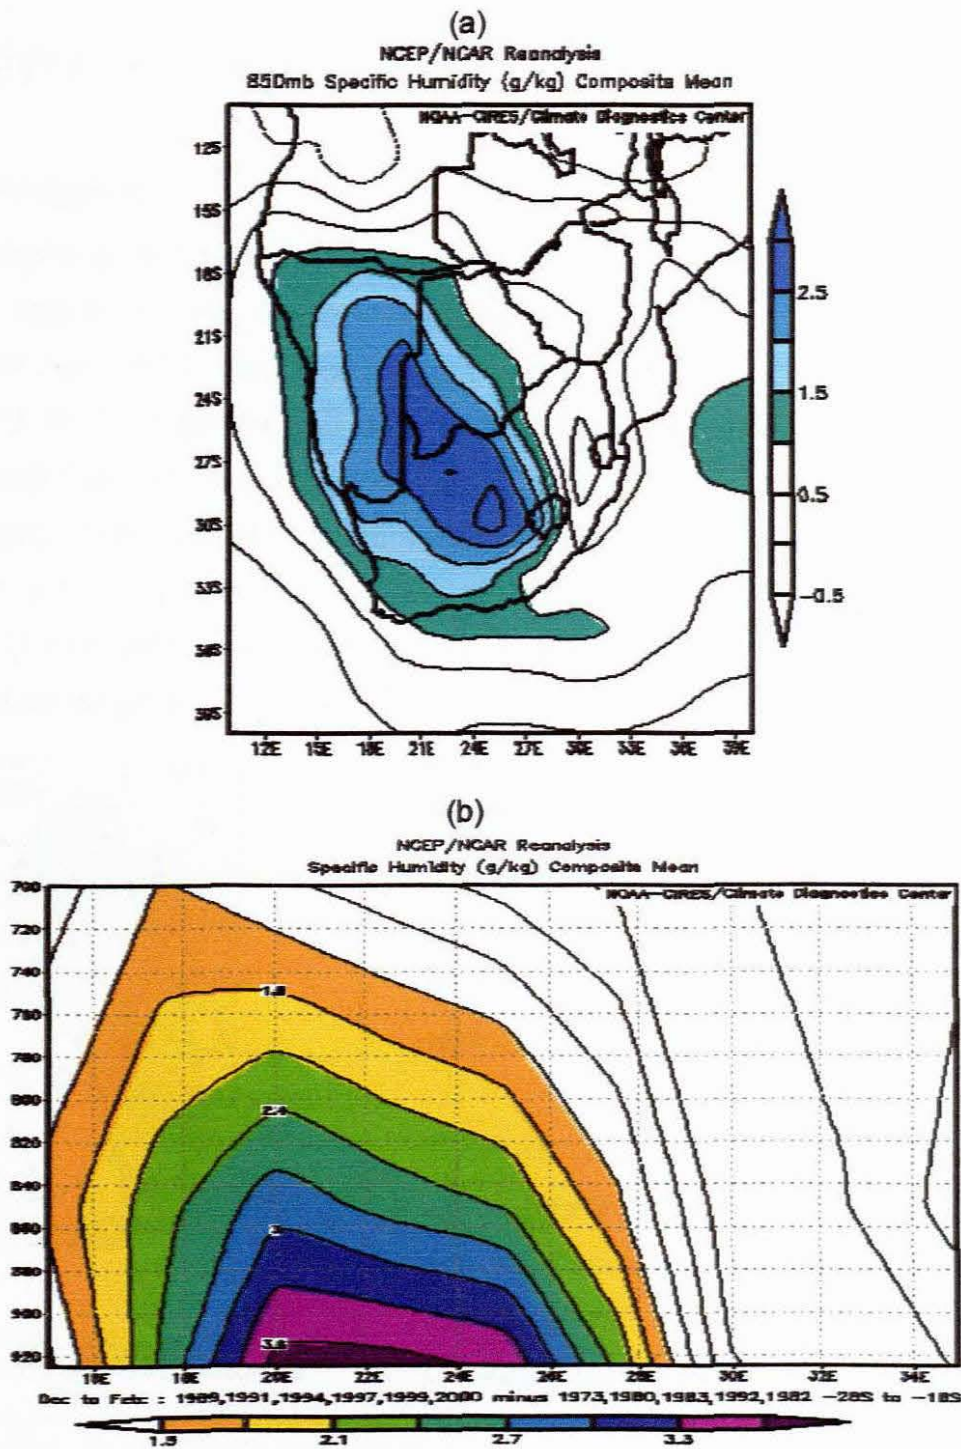 (a)
NCEP/NCAR Reanalysis
850mb Specific Humidity (g/kg) Composite Mean
NOAA-CIRES/Climate Diagnostics Center
12S
15S
18S
21S
24S
27S
30S
33S
36S
39S
12E 15E 18E 21E 24E 27E 30E 33E 36E 39E
2.5
1.5
0.5
-0.5
(b)
NCEP/NCAR Reanalysis
Specific Humidity (g/kg) Composite Mean
NOAA-CIRES/Climate Diagnostics Center
700
720
740
760
780
800
820
840
860
880
900
920
1.8
2.4
3
3.6
16E 18E 20E 22E 24E 26E 28E 30E 32E 34E
Dec to Feb : 1989,1991,1994,1997,1999,2000 minus 1973,1980,1983,1992,1982 -28S to -18S
1.5 2.1 2.7 3.3